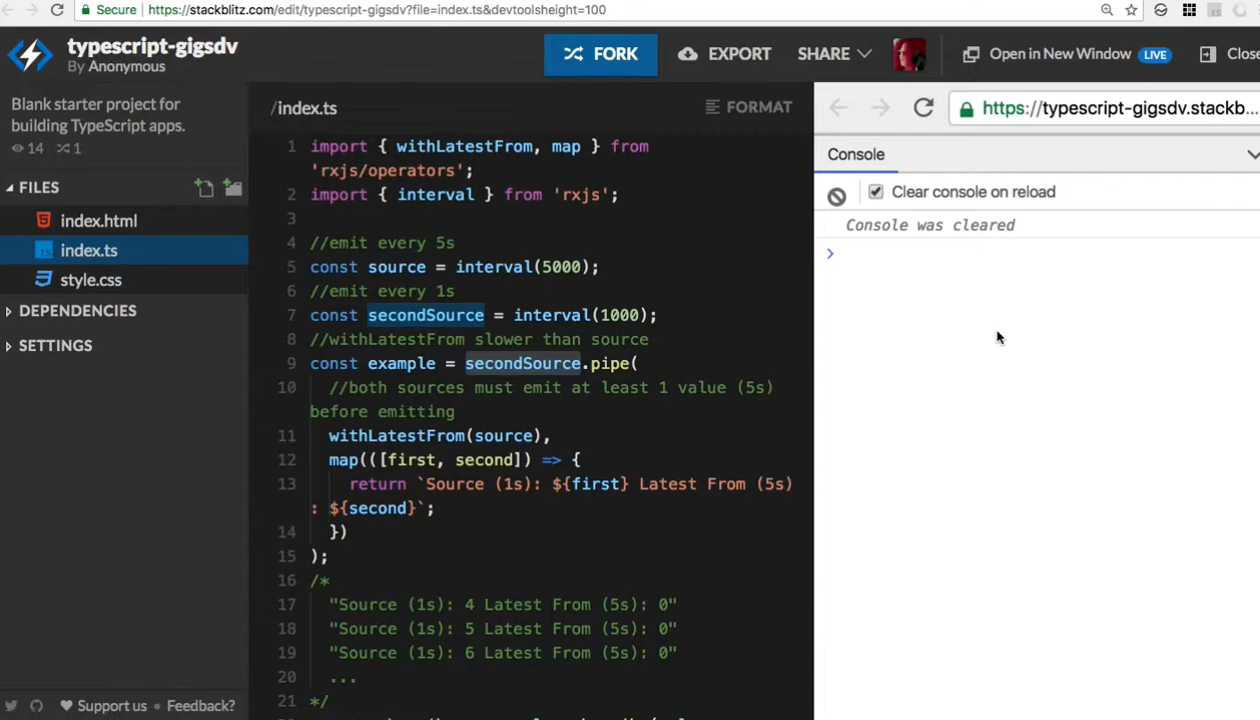 Secure
https://stackblitz.com/edit/typescript-gigsdv?file=index.ts&devtoolsheight=100
typescript-gigsdv
By Anonymous
FORK
EXPORT
SHARE
Open in New Window LIVE
Close
Blank starter project for
building TypeScript apps.
14 1
FILES
index.html
index.ts
style.css
DEPENDENCIES
SETTINGS
Support us • Feedback?
/index.ts
FORMAT
1 import { withLatestFrom, map } from
'rxjs/operators';
2 import { interval } from 'rxjs';
3
4 //emit every 5s
5 const source = interval(5000);
6 //emit every 1s
7 const secondSource = interval(1000);
8 //withLatestFrom slower than source
9 const example = secondSource.pipe(
10 //both sources must emit at least 1 value (5s)
before emitting
11 withLatestFrom(source),
12 map(([first, second]) => {
13 return `Source (1s): ${first} Latest From (5s)
: ${second}`;
14 })
15 );
16 /*
17 "Source (1s): 4 Latest From (5s): 0"
18 "Source (1s): 5 Latest From (5s): 0"
19 "Source (1s): 6 Latest From (5s): 0"
20 ...
21 */
https://typescript-gigsdv.stackb...
Console
Clear console on reload
Console was cleared